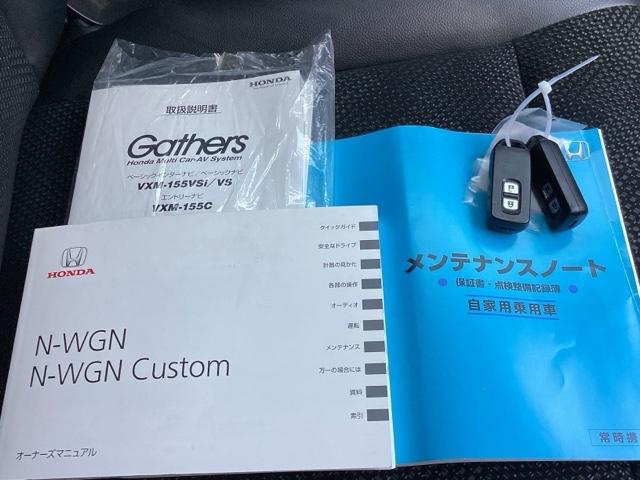 HONDA
取扱説明書
Gathers
Honda Multi Car-AV System
ベーシックインターナビ/ベーシックナビ
VXM-155VSi/VS
エントリーナビ
VXM-155C
HONDA
N-WGN
N-WGN Custom
オーナーズマニュアル
クイックガイド
安全なドライブ
計器の見かた
各部の操作
オーディオ
運転
メンテナンス
万一の場合には
資料
索引
メンテナンスノート
保証書・点検整備記録簿
自家用乗用車
常時携